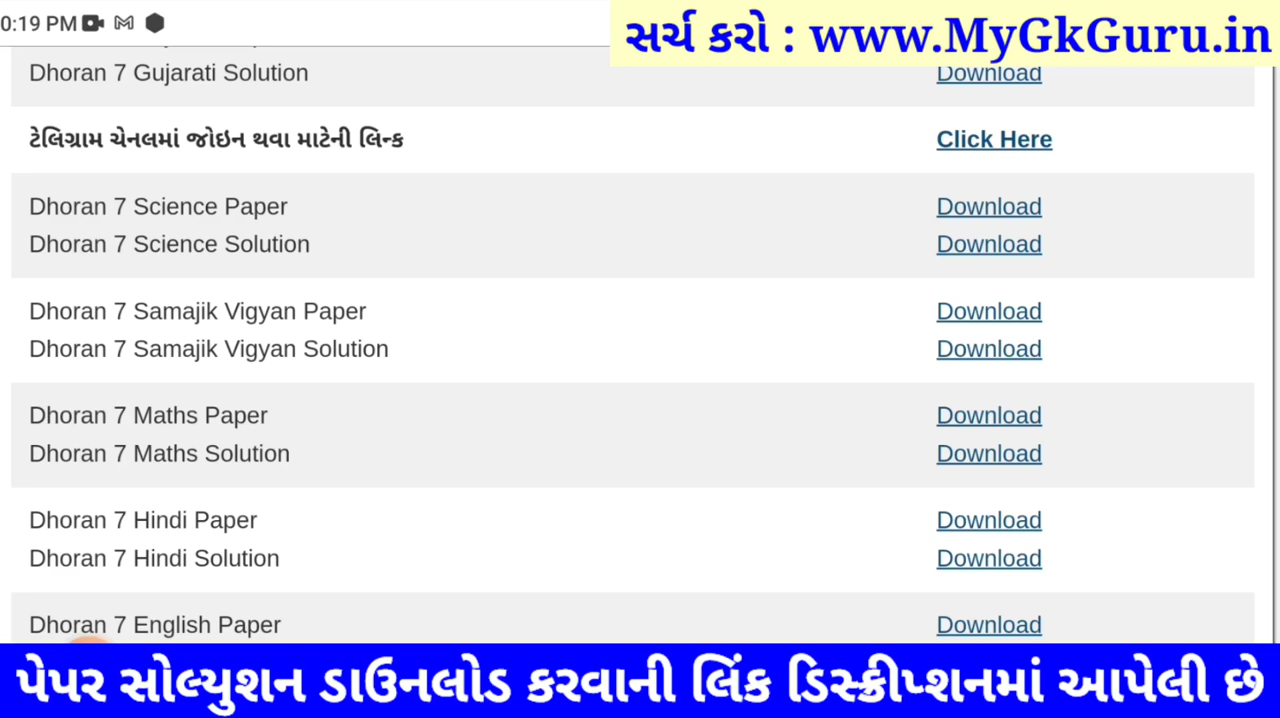 0:19 PM
સર્ચ કરો : www.MyGkGuru.in
Dhoran 7 Gujarati Solution Download
ટેલિગ્રામ ચેનલમાં જોઇન થવા માટેની લિન્ક Click Here
Dhoran 7 Science Paper Download
Dhoran 7 Science Solution Download
Dhoran 7 Samajik Vigyan Paper Download
Dhoran 7 Samajik Vigyan Solution Download
Dhoran 7 Maths Paper Download
Dhoran 7 Maths Solution Download
Dhoran 7 Hindi Paper Download
Dhoran 7 Hindi Solution Download
Dhoran 7 English Paper Download
પેપર સોલ્યુશન ડાઉનલોડ કરવાની લિંક ડિસ્ક્રીપ્શનમાં આપેલી છે